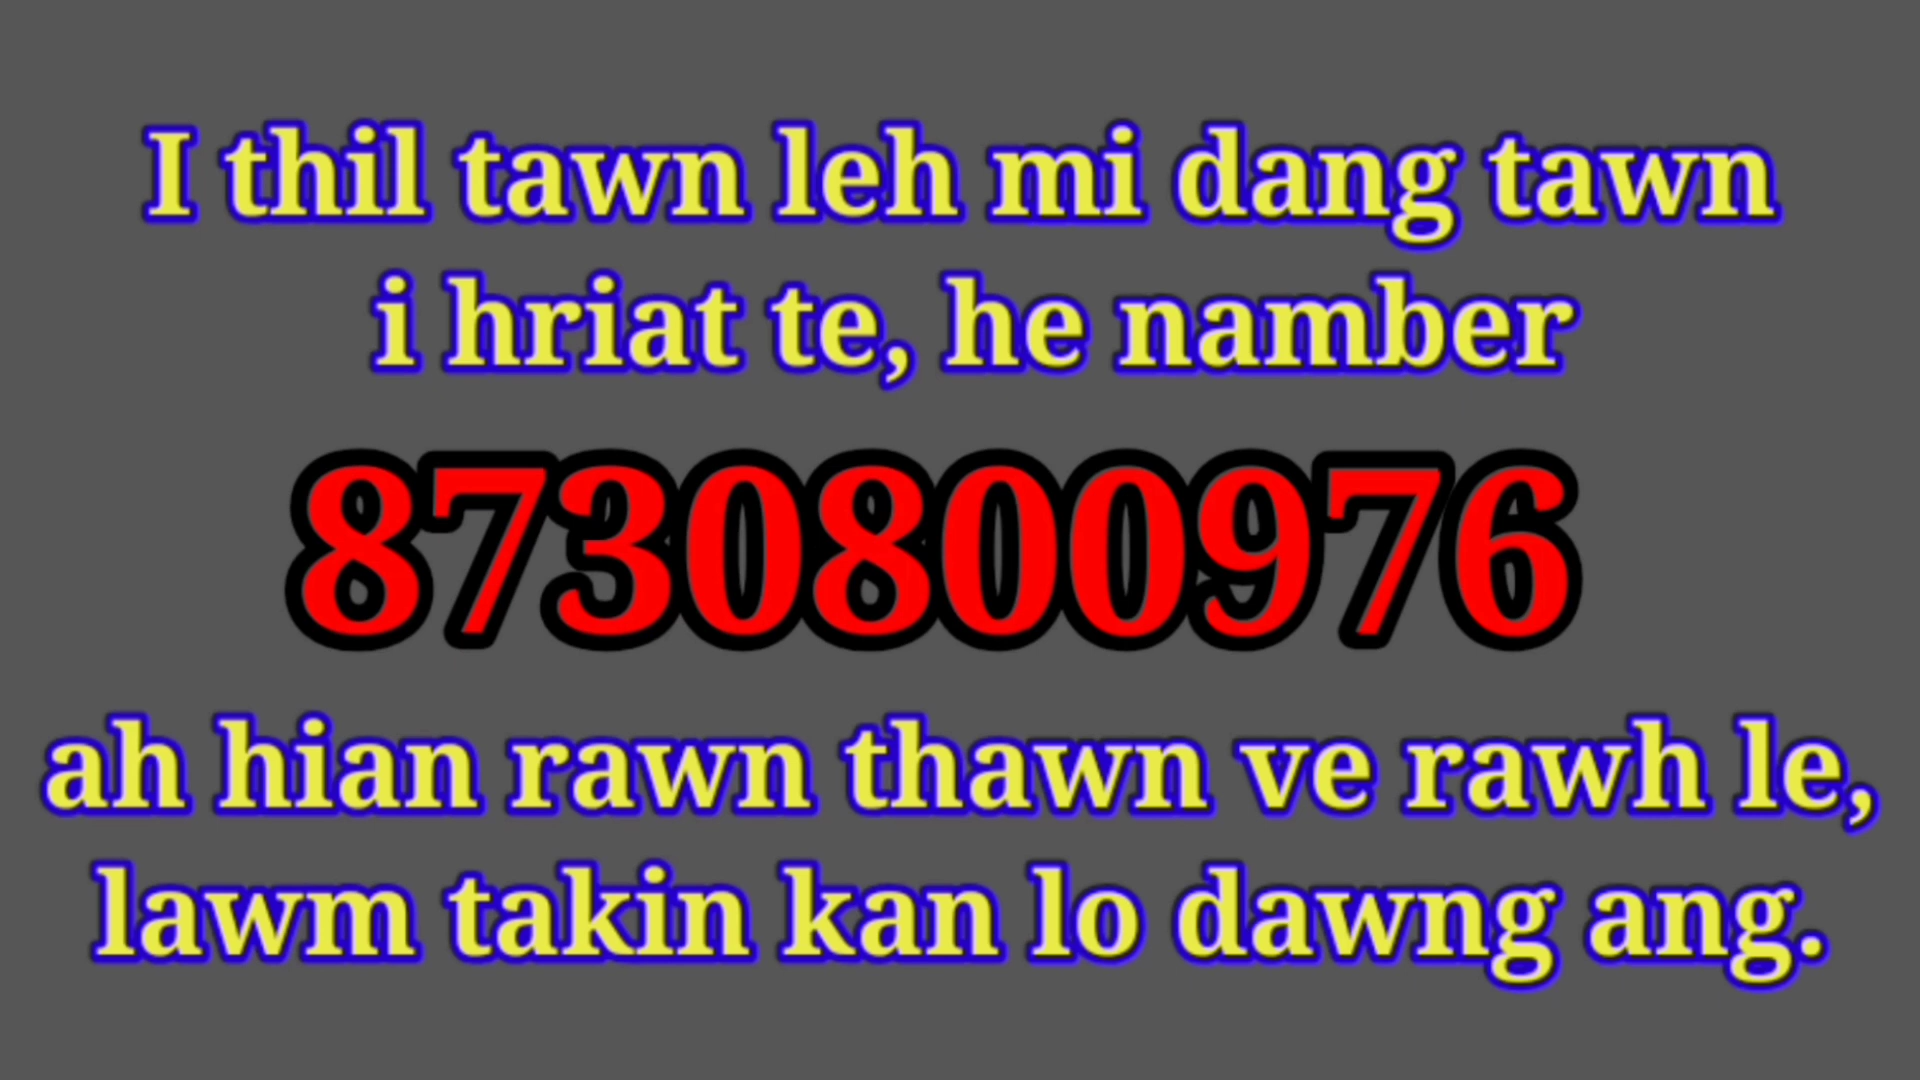 I thil tawn leh mi dang tawn
i hriat te, he namber
8730800976
ah hian rawn thawn ve rawh le,
lawm takin kan lo dawng ang.